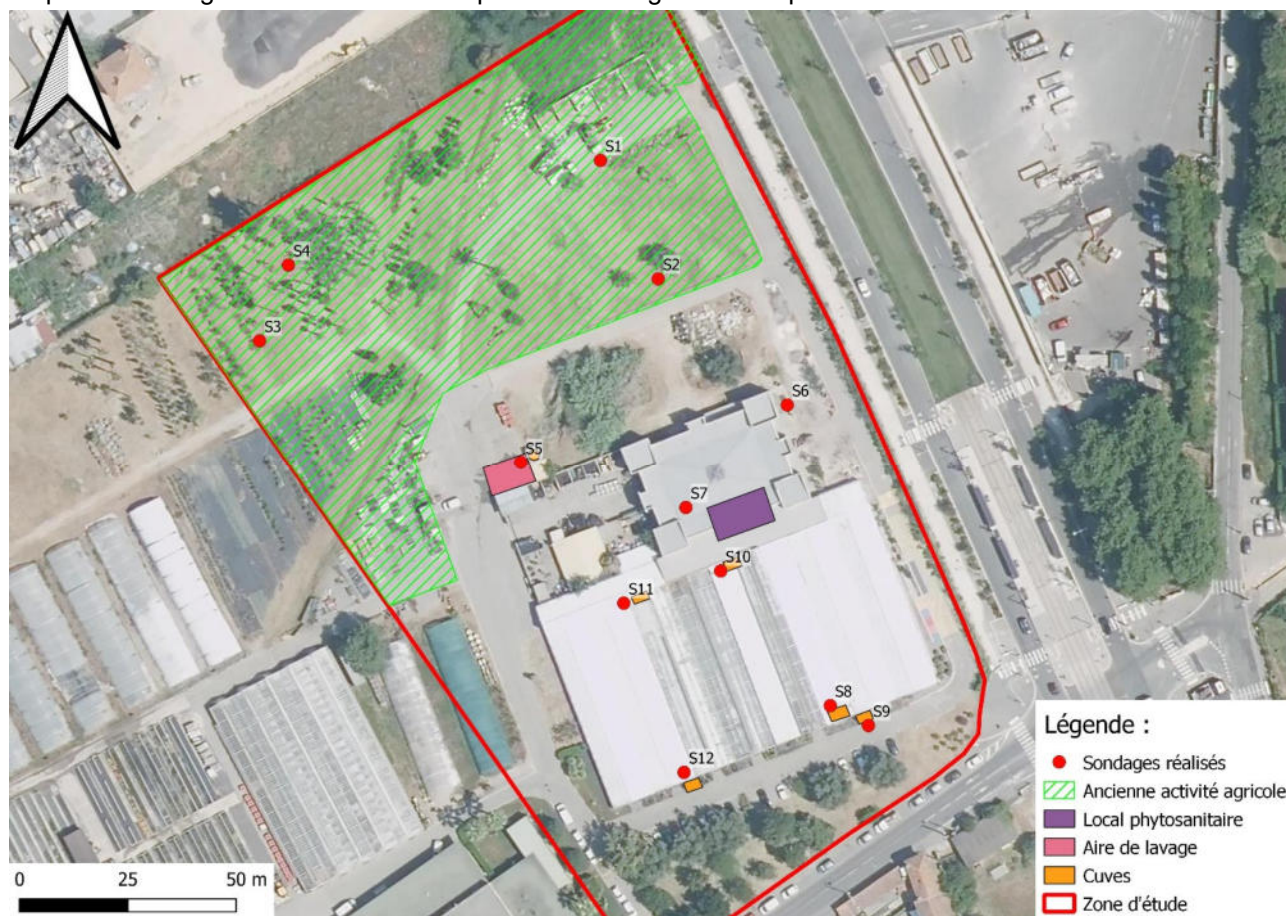 S1
S4
S2
S3
S6
S5
S7
S10
S11
S8
S9
S12
Légende :
Sondages réalisés
Ancienne activité agricole
Local phytosanitaire
Aire de lavage
Cuves
Zone d'étude
0 25 50 m